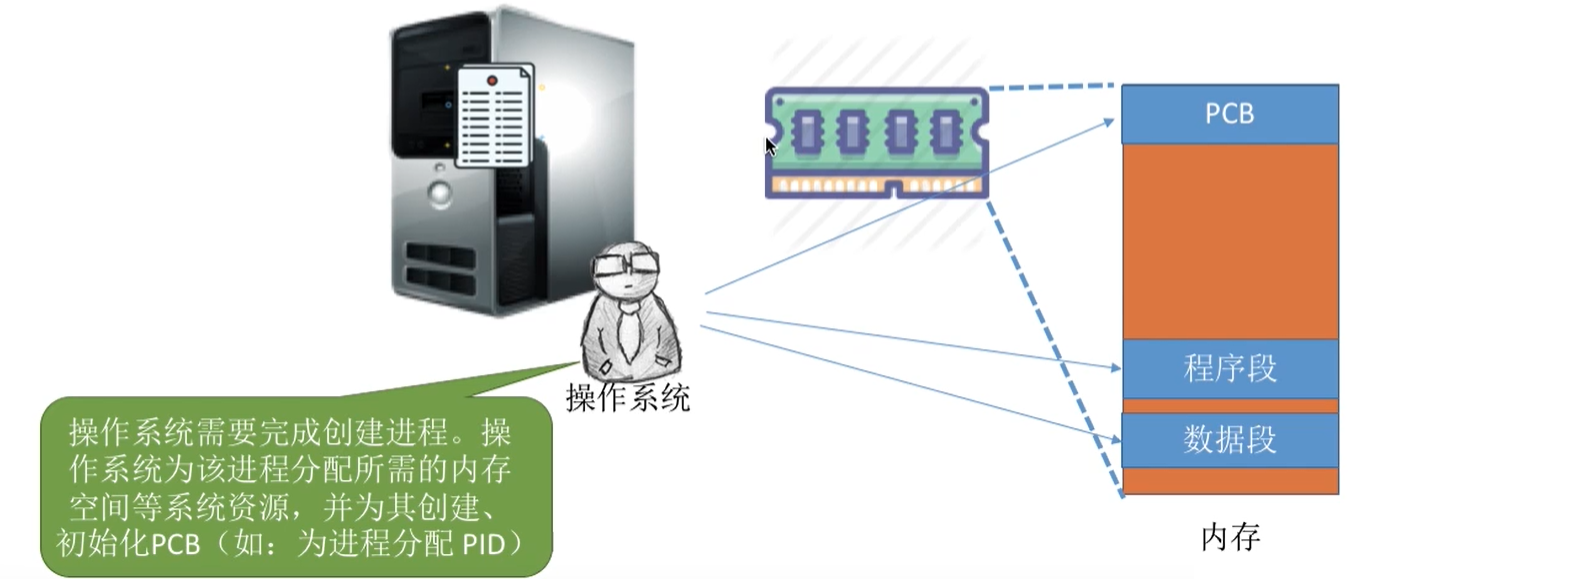 PCB
程序段
数据段
内存
操作系统
操作系统需要完成创建进程。操
作系统为该进程分配所需的内存
空间等系统资源，并为其创建、
初始化PCB（如：为进程分配 PID）